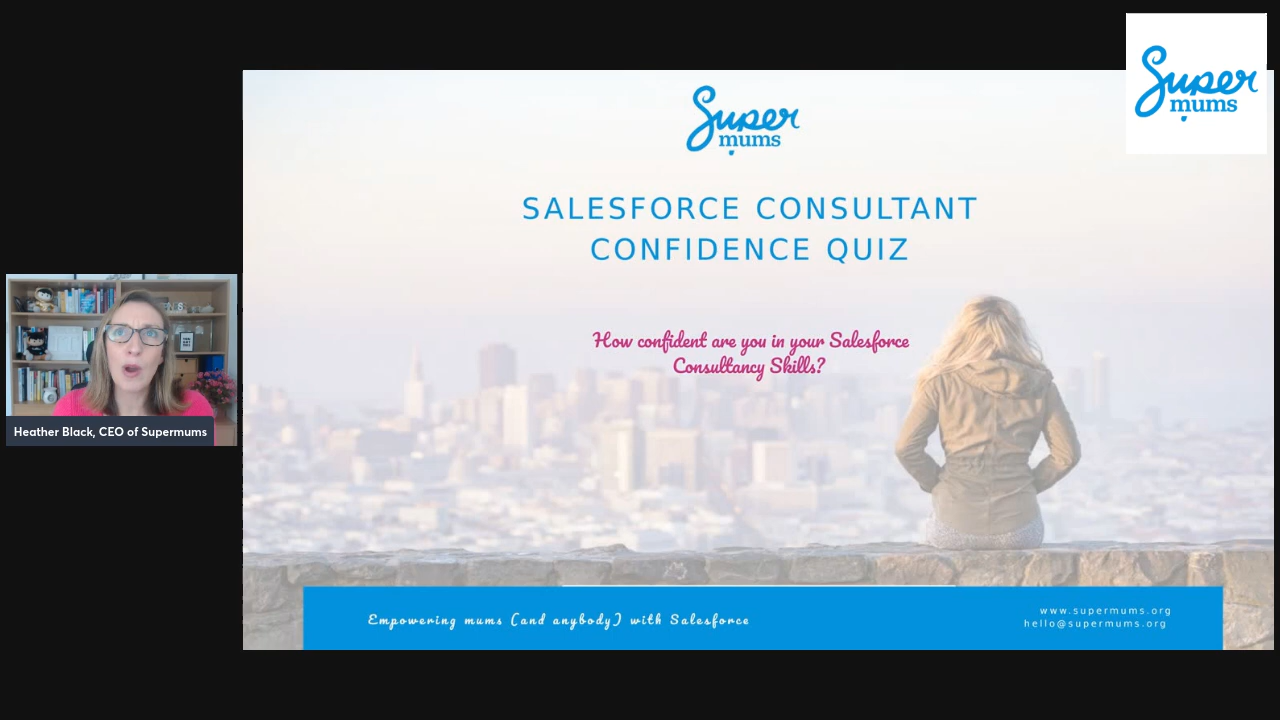 Super
mums
Super
mums
SALESFORCE CONSULTANT
CONFIDENCE QUIZ
How confident are you in your Salesforce
Consultancy Skills?
Heather Black, CEO of Supermums
Empowering mums (and anybody) with Salesforce
www.supermums.org
hello@supermums.org